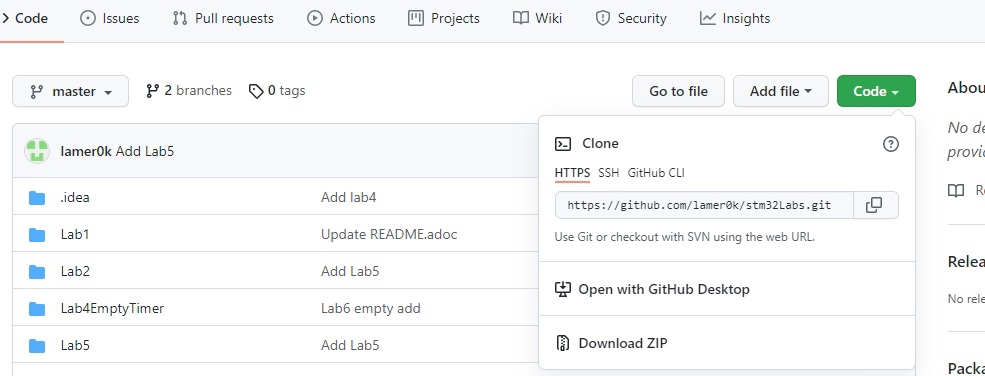 Code Issues Pull requests Actions Projects Wiki Security Insights
master 2 branches 0 tags Go to file Add file Code
lamer0k Add Lab5
.idea Add lab4
Lab1 Update README.adoc
Lab2 Add Lab5
Lab4EmptyTimer Lab6 empty add
Lab5 Add Lab5
Clone
HTTPS SSH GitHub CLI
https://github.com/lamer0k/stm32Labs.git
Use Git or checkout with SVN using the web URL.
Open with GitHub Desktop
Download ZIP
Abou
No de
provid
R
Relea
No rele
Packa